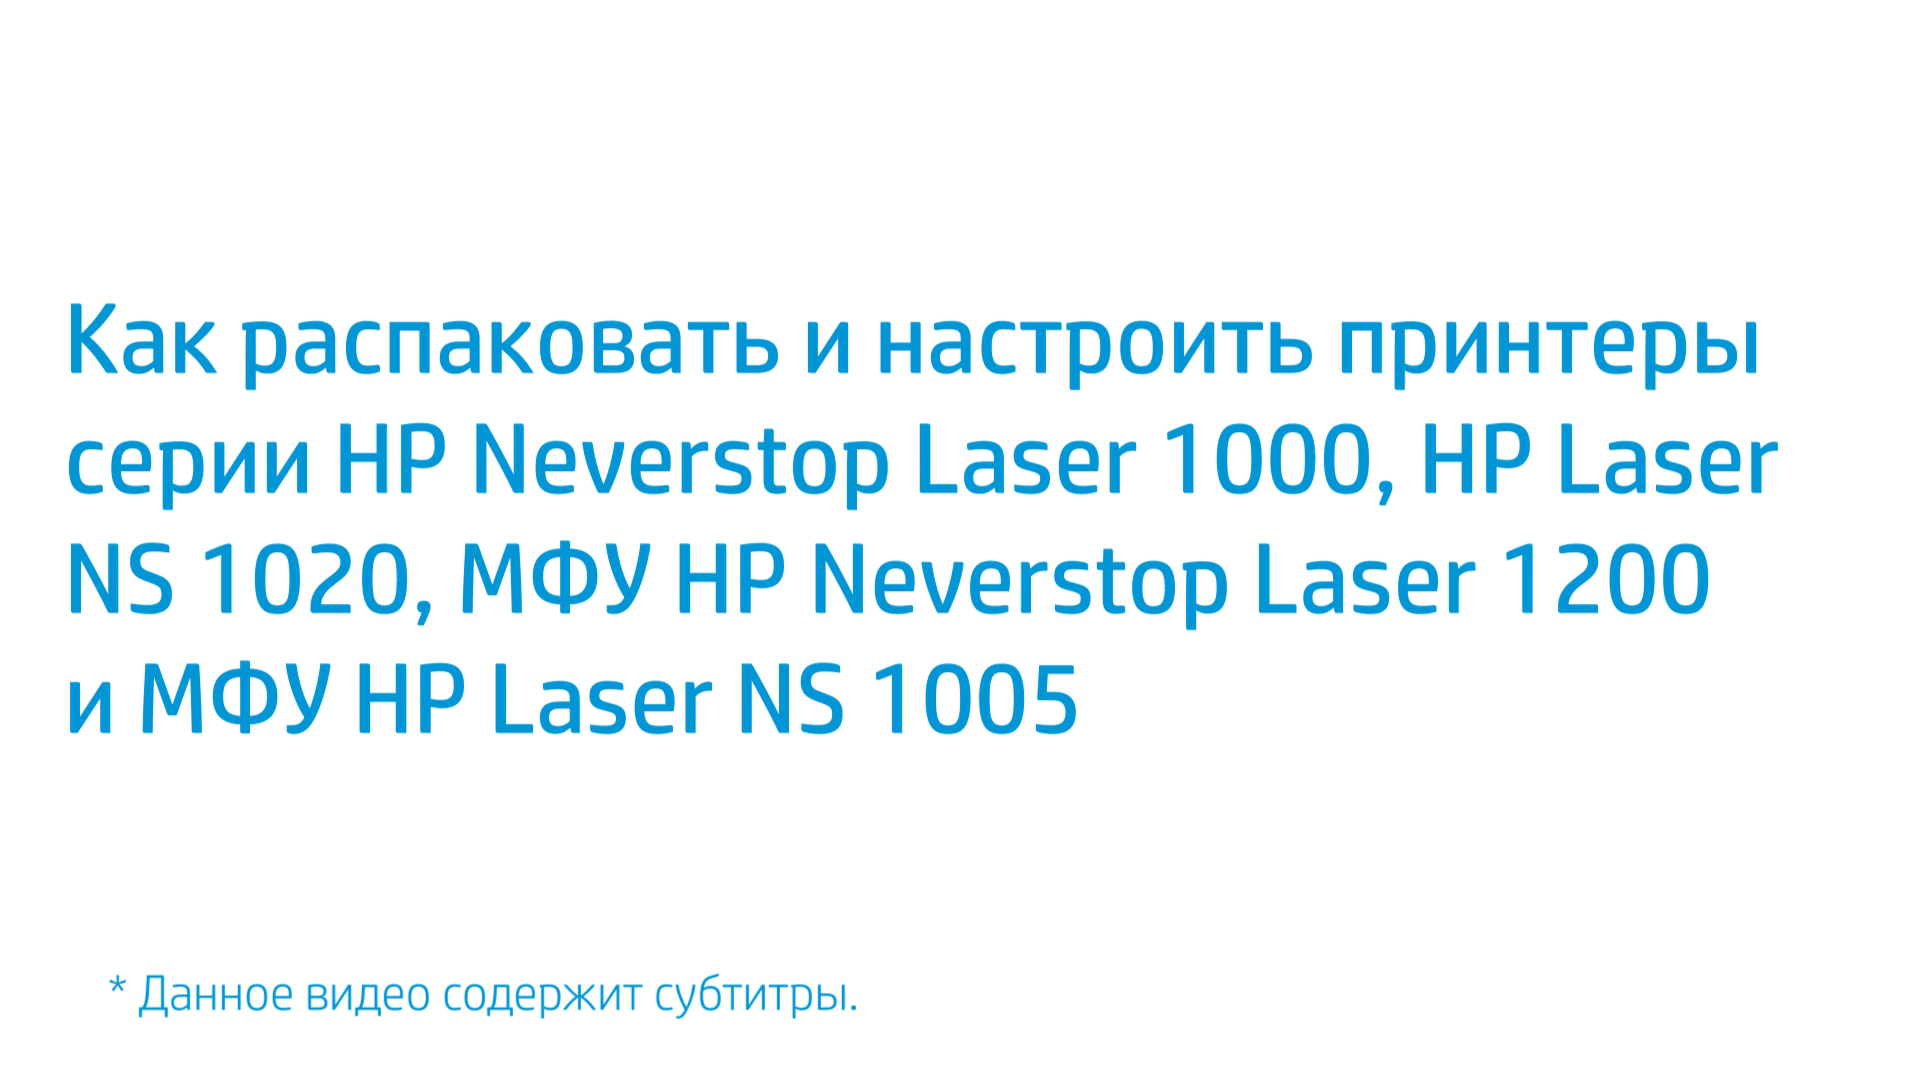 Как распаковать и настроить принтеры
серии HP Neverstop Laser 1000, HP Laser
NS 1020, МФУ HP Neverstop Laser 1200
и МФУ HP Laser NS 1005
* Данное видео содержит субтитры.